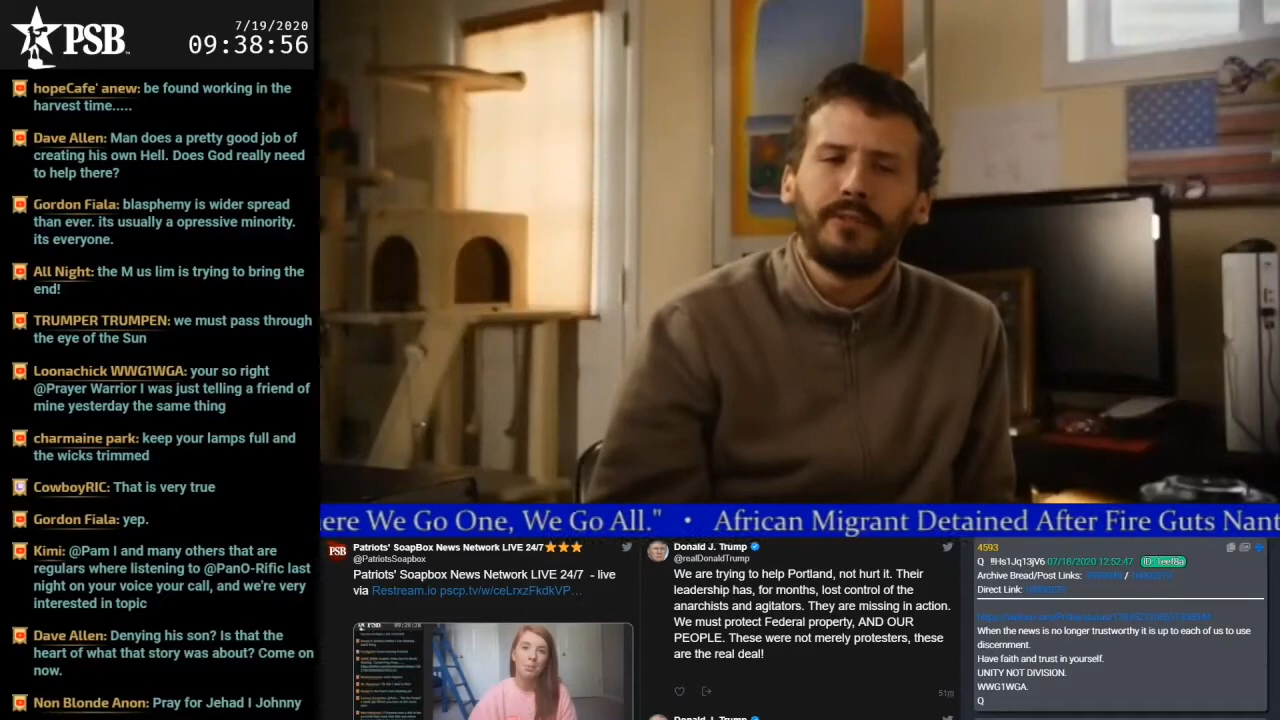 PSB
7/19/2020
09:38:56
hopeCafe' anew: be found working in the
harvest time.....
Dave Allen: Man does a pretty good job of
creating his own Hell. Does God really need
to help there?
Gordon Fiala: blasphemy is wider spread
than ever. its usually a opressive minority.
its everyone.
All Night: the M us lim is trying to bring the
end!
TRUMPER TRUMPEN: we must pass through
the eye of the Sun
Loonachick WWG1WGA: your so right
@Prayer Warrior I was just telling a friend of
mine yesterday the same thing
charmaine park: keep your lamps full and
the wicks trimmed
CowboyRIC: That is very true
Gordon Fiala: yep.
Kimi: @Pam I and many others that are
regulars where listening to @PanO-Rific last
night on your voice your call, and we're very
interested in topic
Dave Allen: Denying his son? Is that the
heart of what that story was about? Come on
now.
Non Blonde Anon: Pray for Jehad I Johnny
ere We Go One, We Go All." • African Migrant Detained After Fire Guts Nant
PSB Patriots' SoapBox News Network LIVE 24/7
@PatriotsSoapbox
Patriots' Soapbox News Network LIVE 24/7 - live
via Restream.io pscp.tv/w/ceLrxzFkdkVP...
09:26:28
Donald J. Trump
@realDonaldTrump
We are trying to help Portland, not hurt it. Their
leadership has, for months, lost control of the
anarchists and agitators. They are missing in action.
We must protect Federal property, AND OUR
PEOPLE. These were not merely protesters, these
are the real deal!
51m
Donald J. Trump
4593
Q !!Hs1Jq13jV6 07/18/2020 12:52:47 ID: 1eef8a
Archive Bread/Post Links: /
Direct Link:
When the news is no longer trustworthy it is up to each of us to use
discernment.
Have faith and trust in yourself.
UNITY NOT DIVISION.
WWG1WGA.
Q